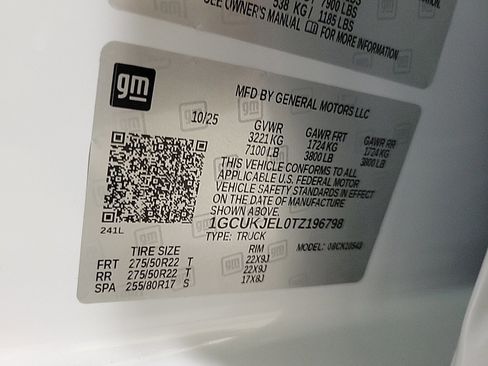 7900 LBS
538 KG / 1185 LBS
OWNER'S MANUAL FOR MORE INFORMATION
gm
MFD BY GENERAL MOTORS LLC
10/25
GVWR GAWR FRT GAWR RR
3221 KG 1724 KG 1724 KG
7100 LB 3800 LB 3800 LB
THIS VEHICLE CONFORMS TO ALL
APPLICABLE U.S. FEDERAL MOTOR
VEHICLE SAFETY STANDARDS IN EFFECT
ON THE DATE OF MANUFACTURE
SHOWN ABOVE.
241L
1GCUKJEL0TZ196798
TYPE: TRUCK MODEL:
TIRE SIZE RIM
FRT 275/50R22 T 22X9J
RR 275/50R22 T 22X9J
SPA 255/80R17 S 17X8J